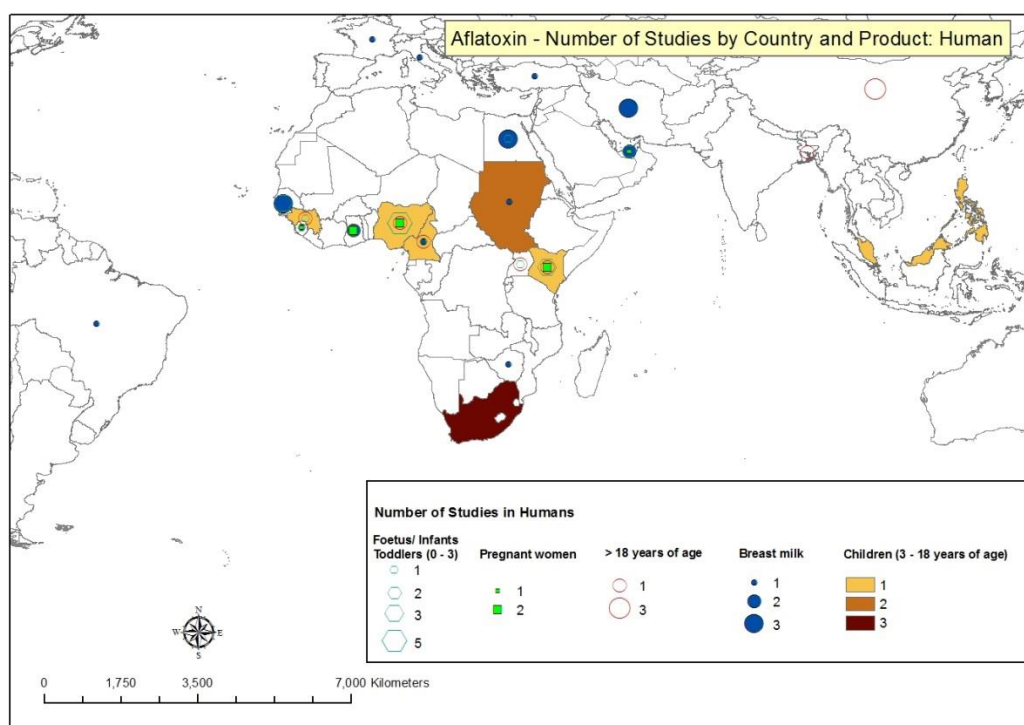 Aflatoxin - Number of Studies by Country and Product: Human
Number of Studies in Humans
Foetus/ Infants
Toddlers (0 - 3)
1
2
3
5
Pregnant women
1
2
> 18 years of age
1
3
Breast milk
1
2
3
Children (3 - 18 years of age)
1
2
3
N
W E
S
0 1,750 3,500 7,000 Kilometers